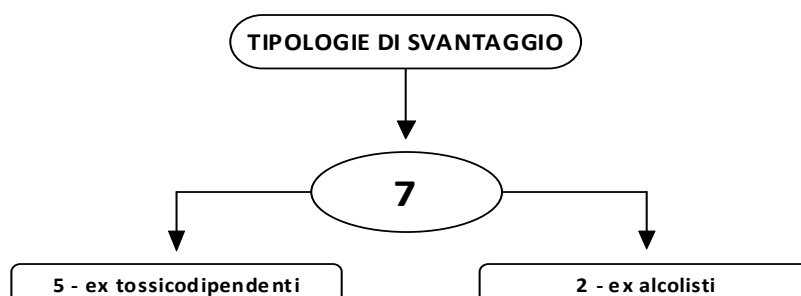 TIPOLOGIE DI SVANTAGGIO
7
5 - ex tossicodipendenti
2 - ex alcolisti